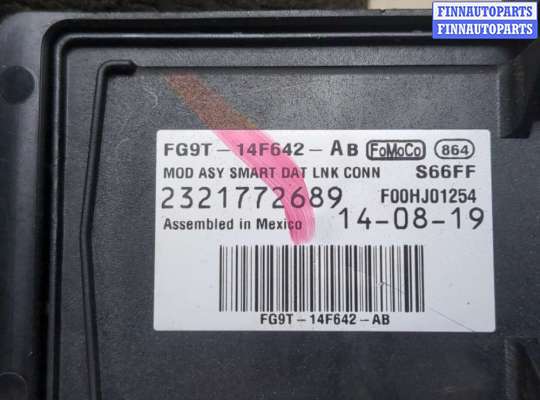 FINNAUTOPARTS
FINNAUTOPARTS
FG9T-14F642-AB FoMoCo 864
MOD ASY SMART DAT LNK CONN S66FF
2321772689 F00HJ01254
Assembled in Mexico 14-08-19
FG9T-14F642-AB